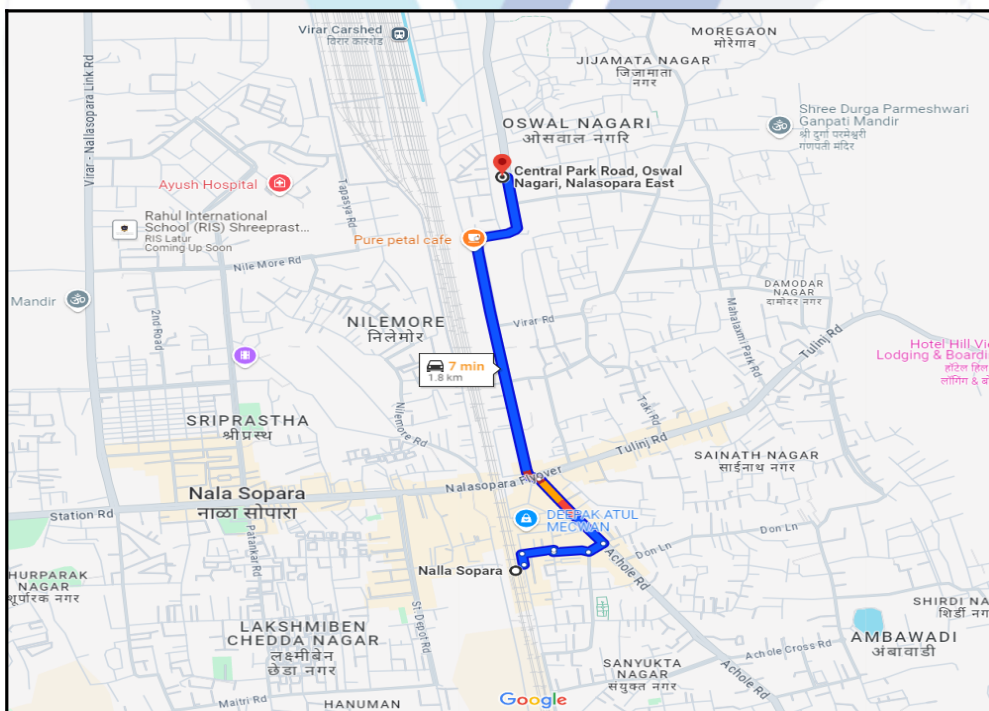 Virar Carshed
विरार कारशेड
MOREGAON
मोरेगाव
JIJAMATA NAGAR
जिजामाता
नगर
Virar - Nallasopara Link Rd
OSWAL NAGARI
ओसवाल नगरि
Shree Durga Parmeshwari
Ganpati Mandir
श्री दुर्गा परमेश्वरी
गणपती मंदिर
Central Park Road, Oswal
Nagari, Nalasopara East
Ayush Hospital
Tapasya Rd
Rahul International
School (RIS) Shreeprast...
RIS Latur
Coming Up Soon
Pure petal cafe
Nile More Rd
Mandir
2nd Road
DAMODAR
NAGAR
दामोदर नगर
NILEMORE
निलेमोर
Virar Rd
Mahalaxmi Park Rd
Tulinj Rd
Hotel Hill Vi
Lodging & Boardi
हॉटेल हिल
लॉगिंग & बो
7 min
1.8 km
SRIPRASTHA
श्रीप्रस्थ
Nilemore Rd
Taki Rd
Tulinj Rd
SAINATH NAGAR
साईनाथ नगर
Nalasopara Flyover
Nala Sopara
नाळा सोपारा
Station Rd
DEEPAK ATUL
MECWAN
Don Ln
Don Ln
Patankar Rd
Nalla Sopara
Achole Rd
HURPARAK
NAGAR
शूर्पारक नगर
St. Depot Rd
SHIRDI NA
शिर्डी नग
LAKSHMIBEN
CHEDDA NAGAR
लक्ष्मीबेन
छेडा नगर
AMBAWADI
अंबावाडी
Achole Cross Rd
SANYUKTA
NAGAR
संयुक्त नगर
Achole Rd
Maitri Rd
HANUMAN
Google